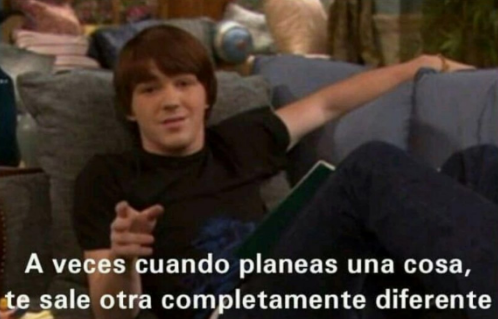 A veces cuando planeas una cosa,
te sale otra completamente diferente